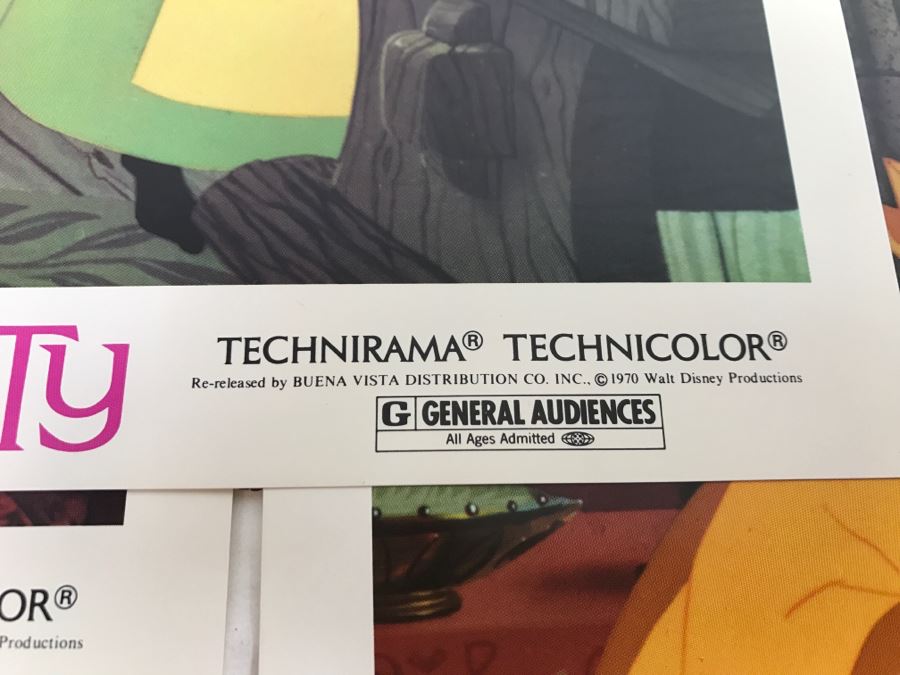 Ty
TECHNIRAMA® TECHNICOLOR®
Re-released by BUENA VISTA DISTRIBUTION CO. INC., ©1970 Walt Disney Productions
G GENERAL AUDIENCES
All Ages Admitted
OR®
Productions